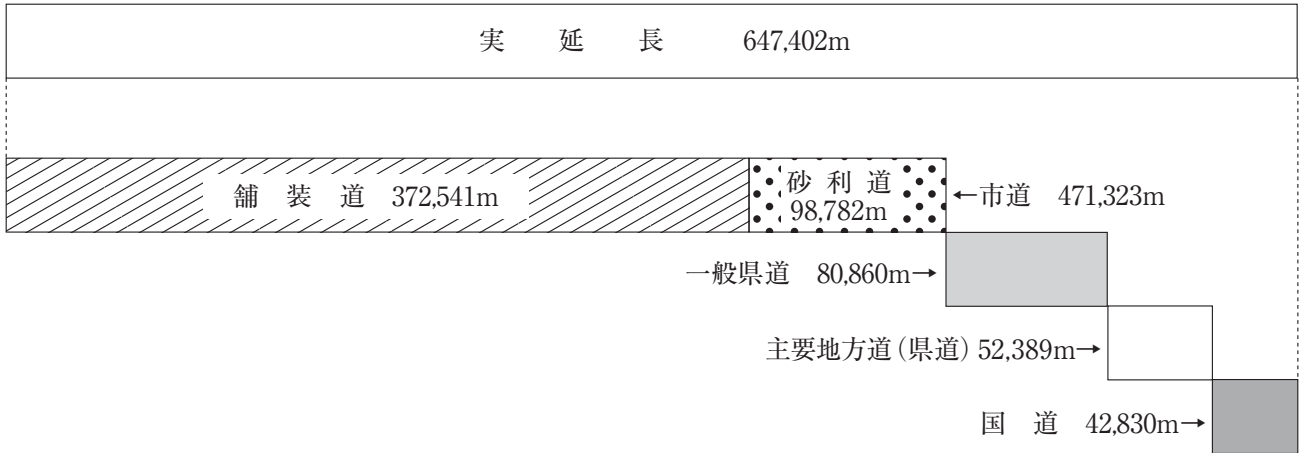 実　延　長　647,402m
舗　装　道　372,541m
砂 利 道
98,782m
←市道　471,323m
一般県道　80,860m→
主要地方道(県道) 52,389m→
国　道　42,830m→